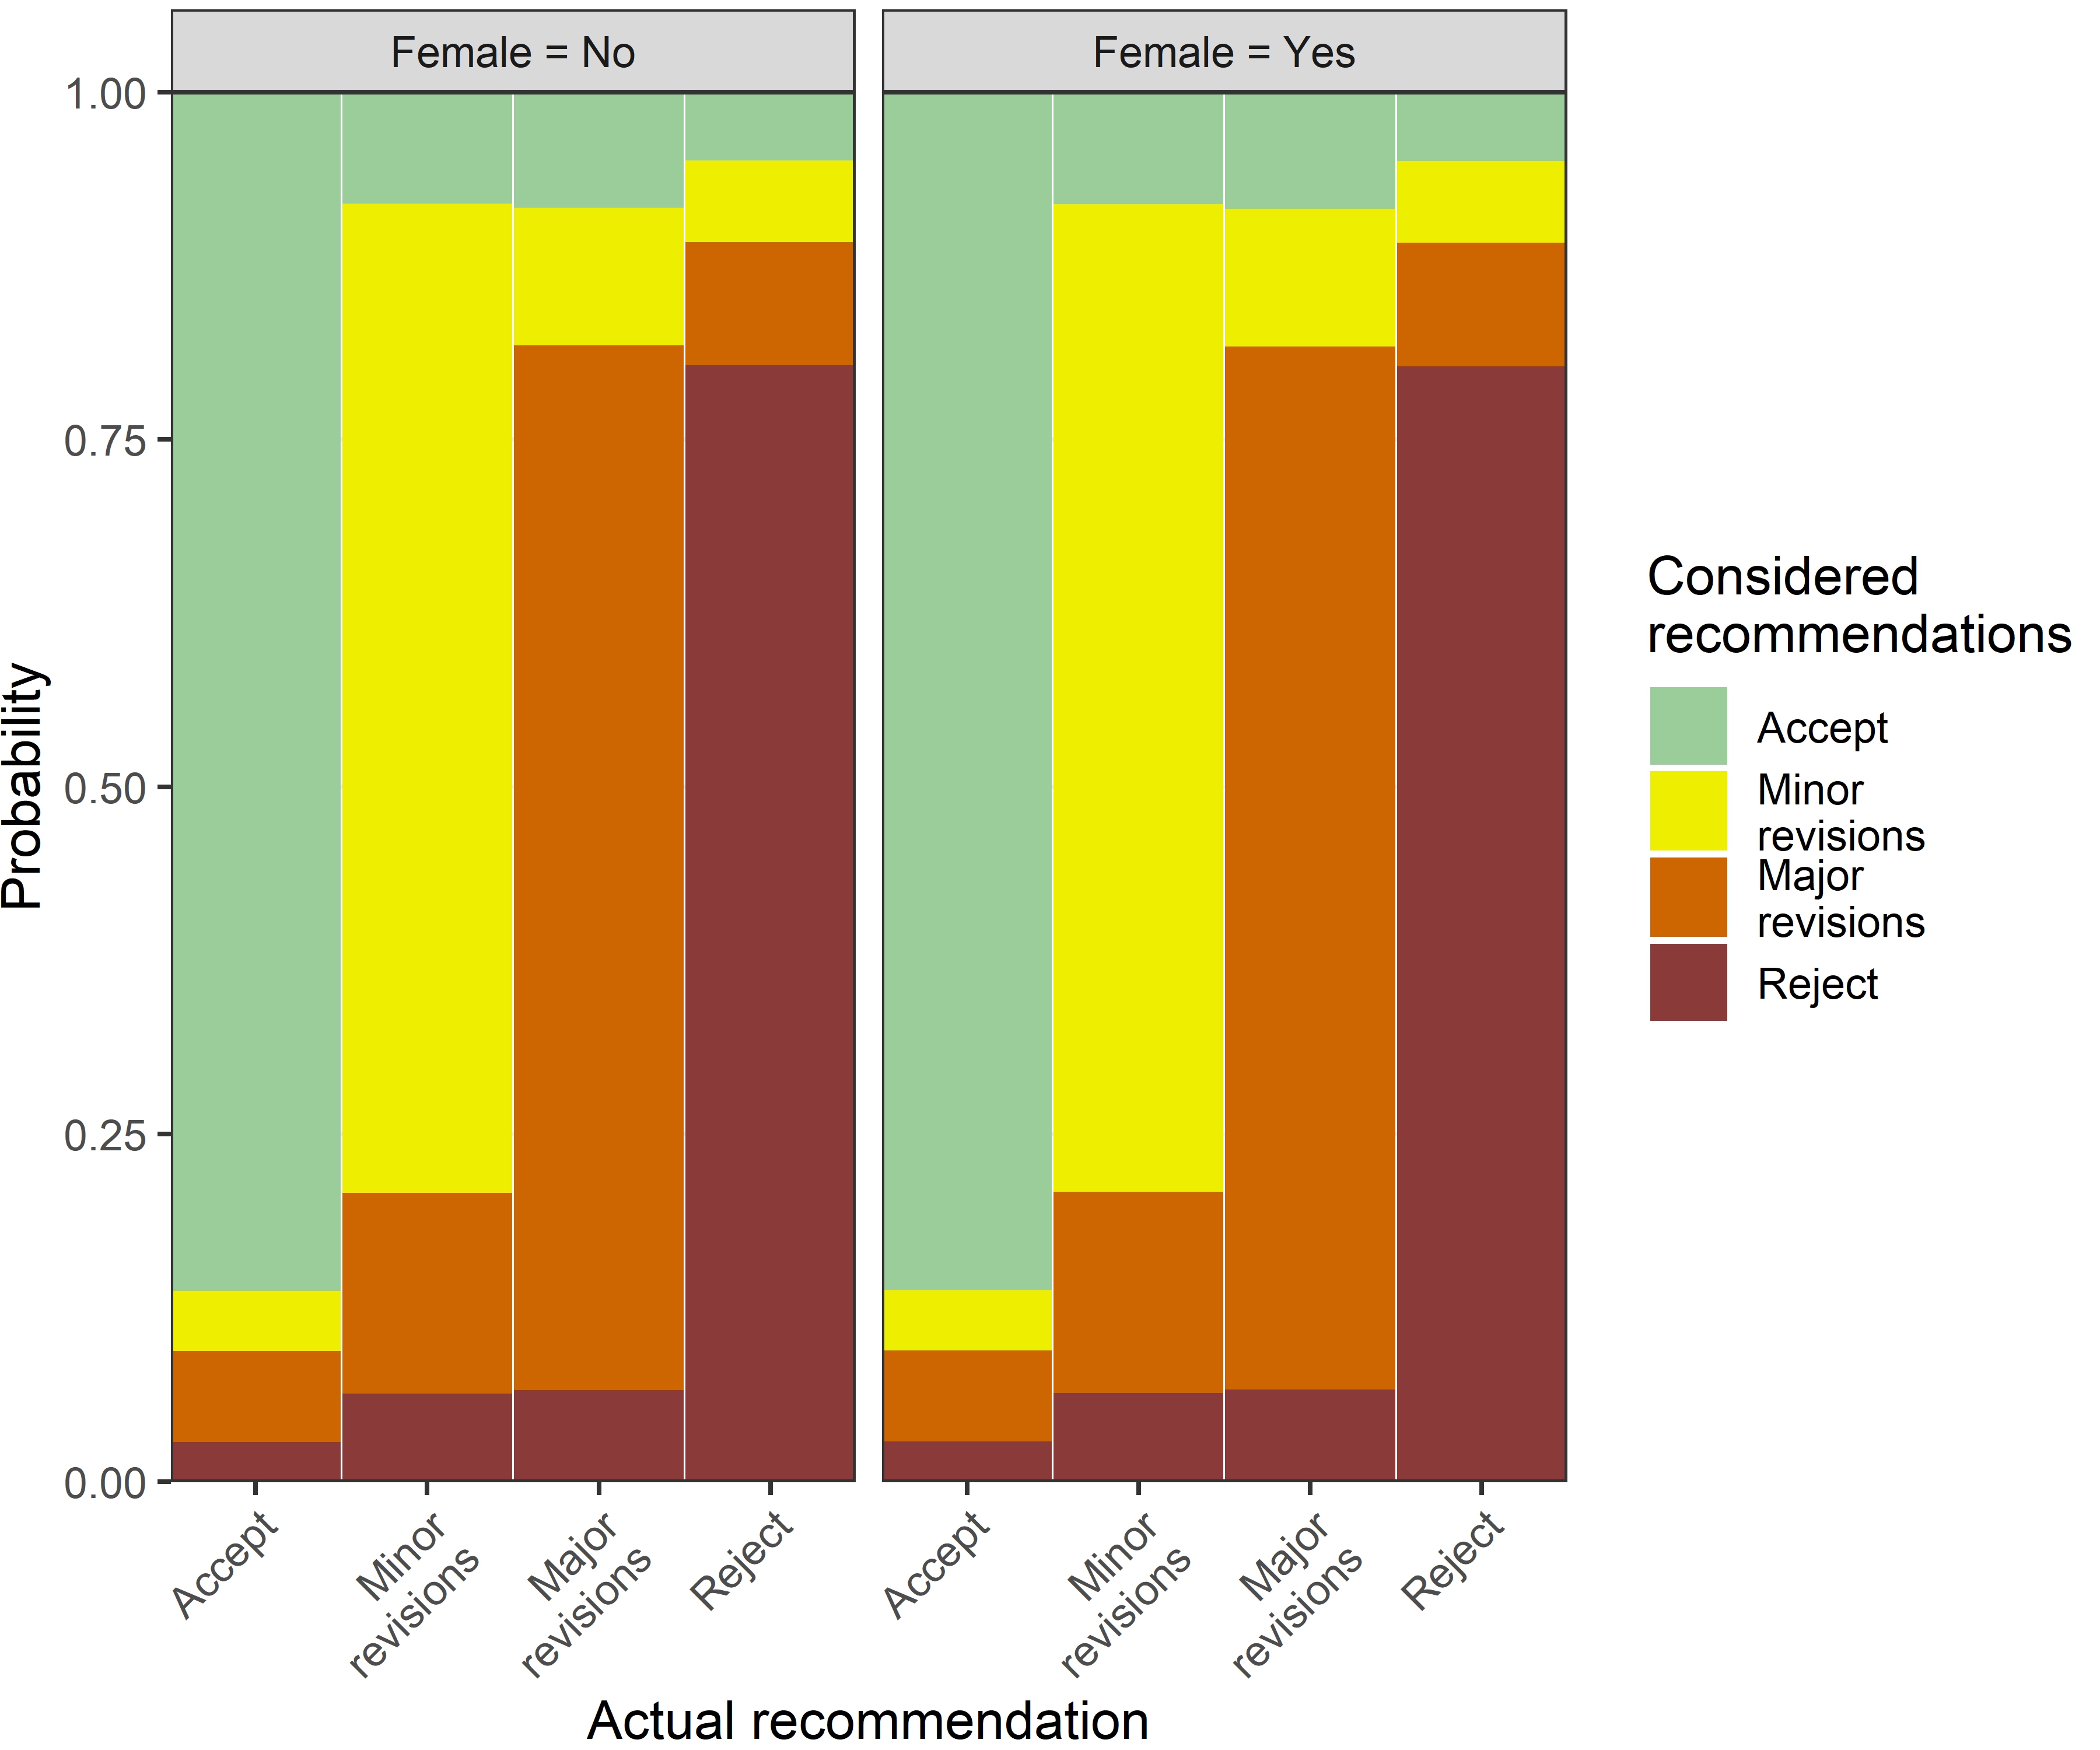 Female = No
Female = Yes
1.00
0.75
0.50
0.25
0.00
Probability
Accept
Minor
revisions
Major
revisions
Reject
Accept
Minor
revisions
Major
revisions
Reject
Actual recommendation
Considered
recommendations
Accept
Minor
revisions
Major
revisions
Reject